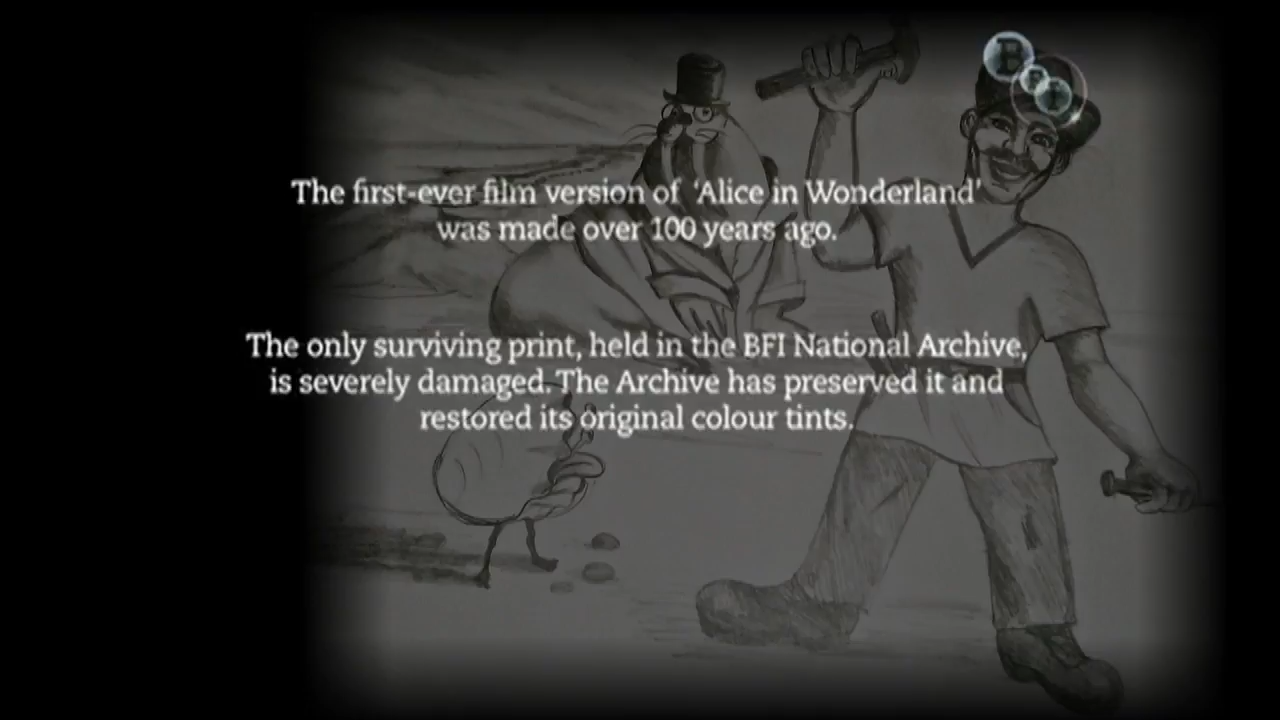 BFI
The first-ever film version of ‘Alice in Wonderland’
was made over 100 years ago.
The only surviving print, held in the BFI National Archive,
is severely damaged. The Archive has preserved it and
restored its original colour tints.